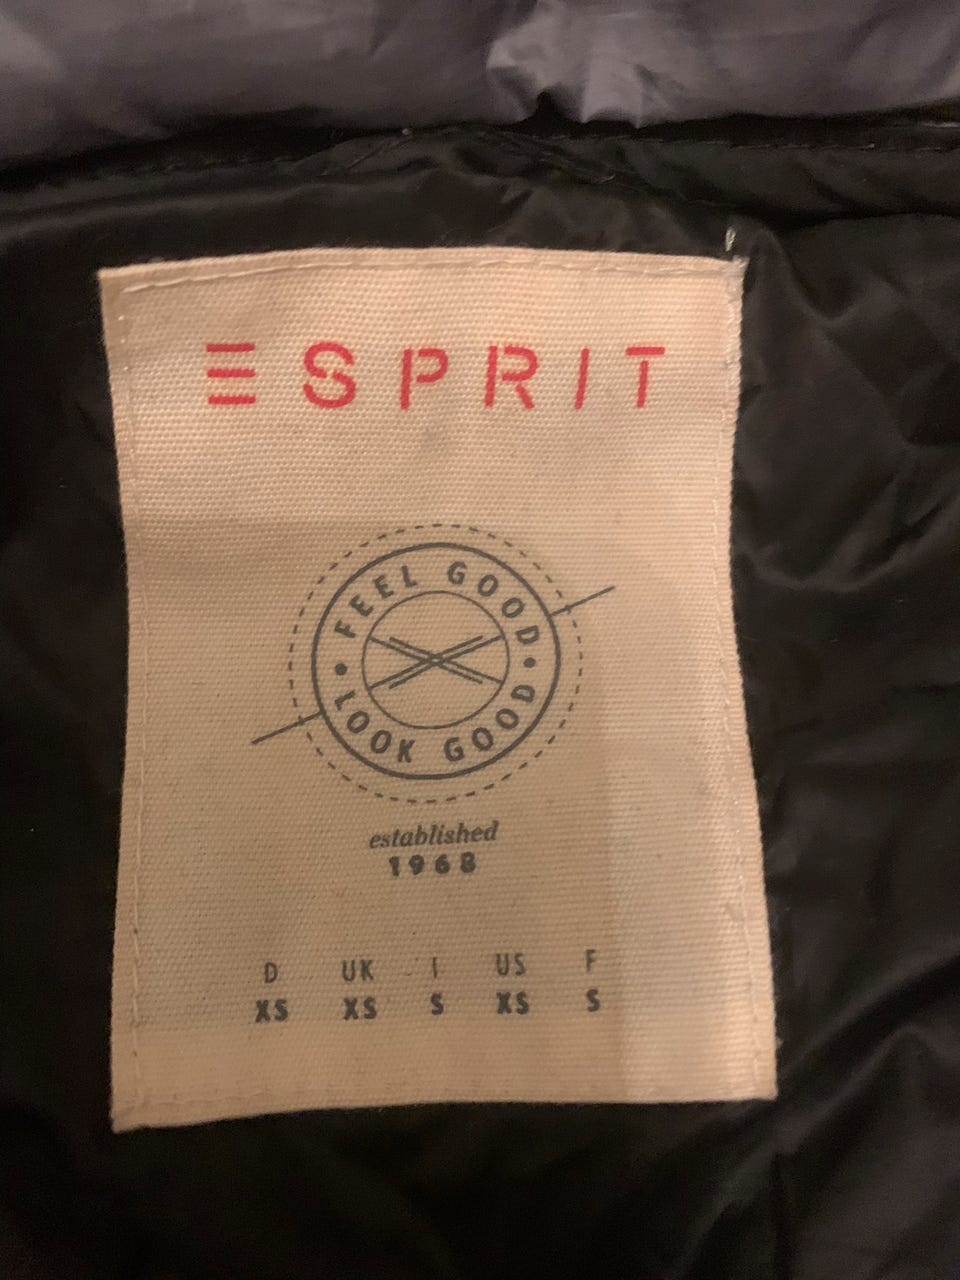 ESPRIT
FEEL GOOD
• LOOK GOOD •
established
1968
D UK I US F
XS XS S XS S